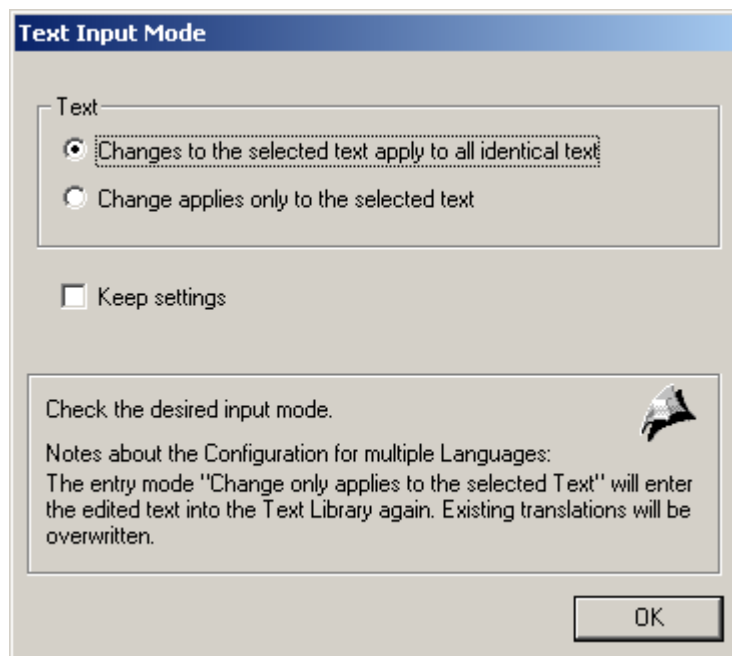 Text Input Mode
Text
Changes to the selected text apply to all identical text
Change applies only to the selected text
Keep settings
Check the desired input mode.
Notes about the Configuration for multiple Languages:
The entry mode "Change only applies to the selected Text" will enter
the edited text into the Text Library again. Existing translations will be
overwritten.
OK